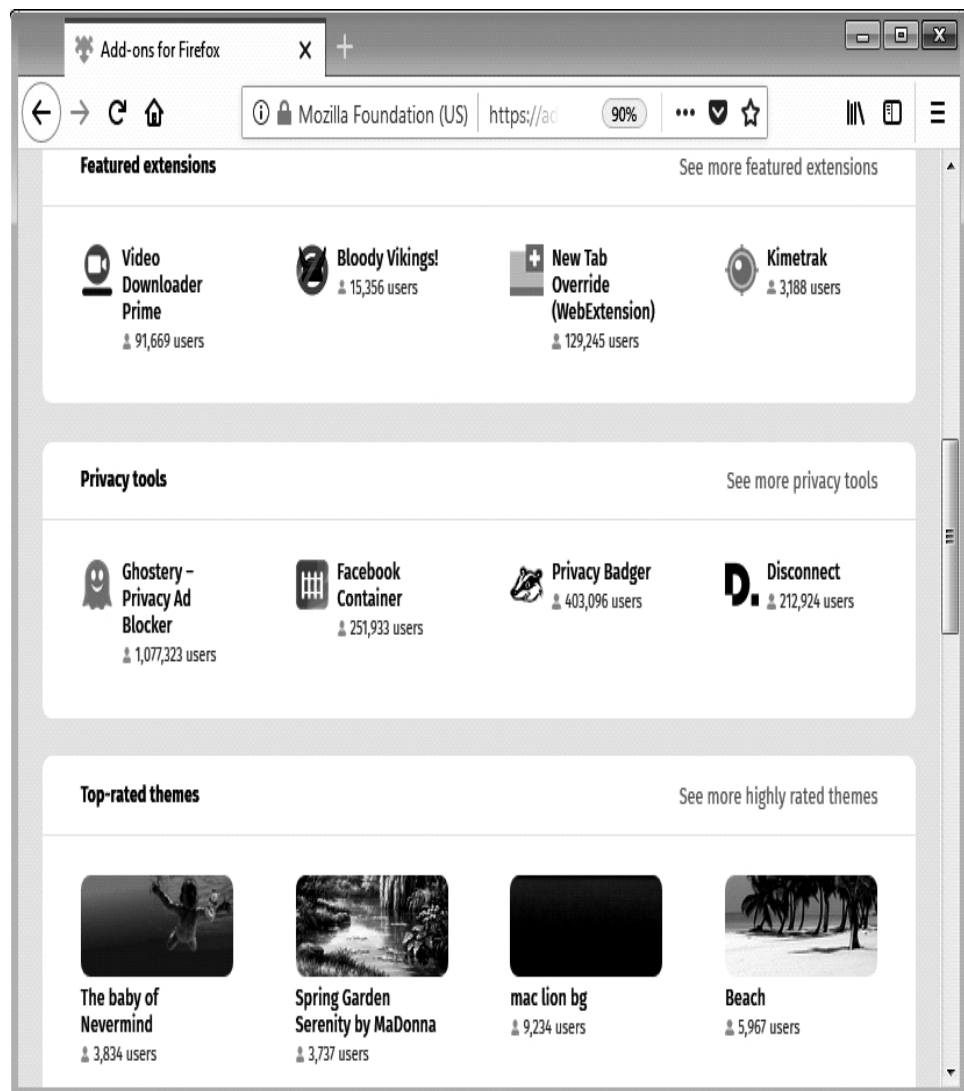 Add-ons for Firefox
Mozilla Foundation (US) https://ad 90%
Featured extensions See more featured extensions
Video Downloader Prime
91,669 users
Bloody Vikings!
15,356 users
New Tab Override (WebExtension)
129,245 users
Kimetrak
3,188 users
Privacy tools See more privacy tools
Ghostery – Privacy Ad Blocker
1,077,323 users
Facebook Container
251,933 users
Privacy Badger
403,096 users
D.
Disconnect
212,924 users
Top-rated themes See more highly rated themes
The baby of Nevermind
3,834 users
Spring Garden Serenity by MaDonna
3,737 users
mac lion bg
9,234 users
Beach
5,967 users